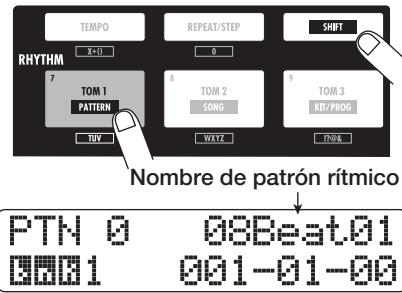 TEMPO REPEAT/STEP SHIFT
X+() 0
RHYTHM
7 8 9
TOM 1 TOM 2 TOM 3
PATTERN SONG KIT/PROG
TUV WXYZ !?@&
Nombre de patrón rítmico
PTN 0 08Beat01
1 001-01-00